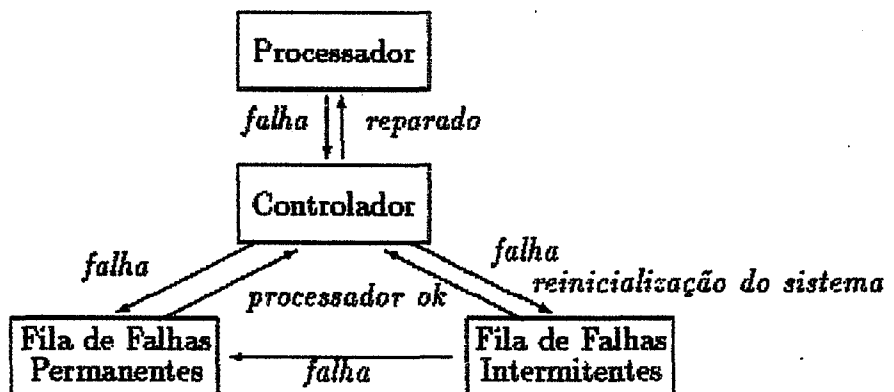 Processador
falha reparado
Controlador
falha
falha
reinicialização do sistema
processador ok
Fila de Falhas
Permanentes
falha
Fila de Falhas
Intermitentes